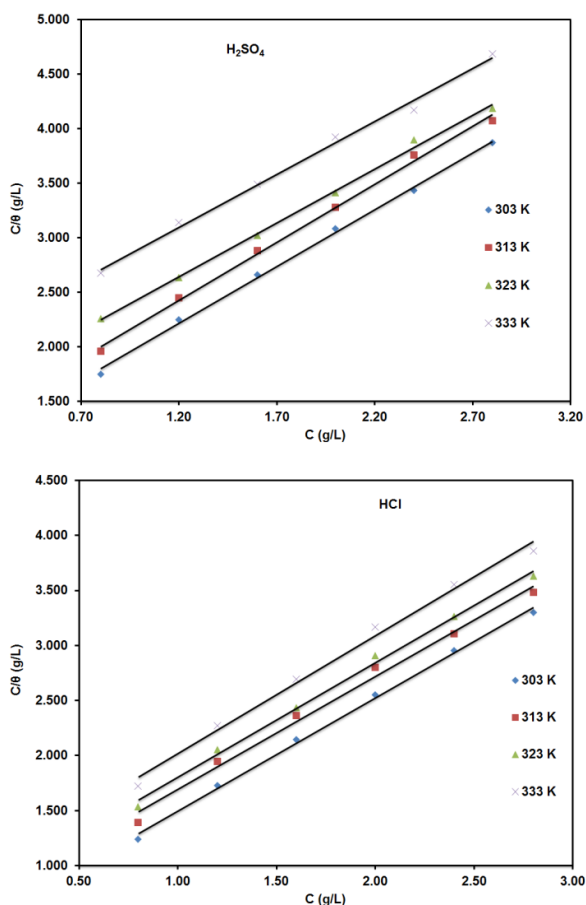 5.000
H₂SO₄
4.500
4.000
3.500
C/θ (g/L)
303 K
3.000
313 K
2.500
323 K
2.000
333 K
1.500
0.70 1.20 1.70 2.20 2.70 3.20
C (g/L)
4.500
HCl
4.000
3.500
3.000
C/θ (g/L)
303 K
2.500
313 K
2.000
323 K
1.500
333 K
1.000
0.50 1.00 1.50 2.00 2.50 3.00
C (g/L)